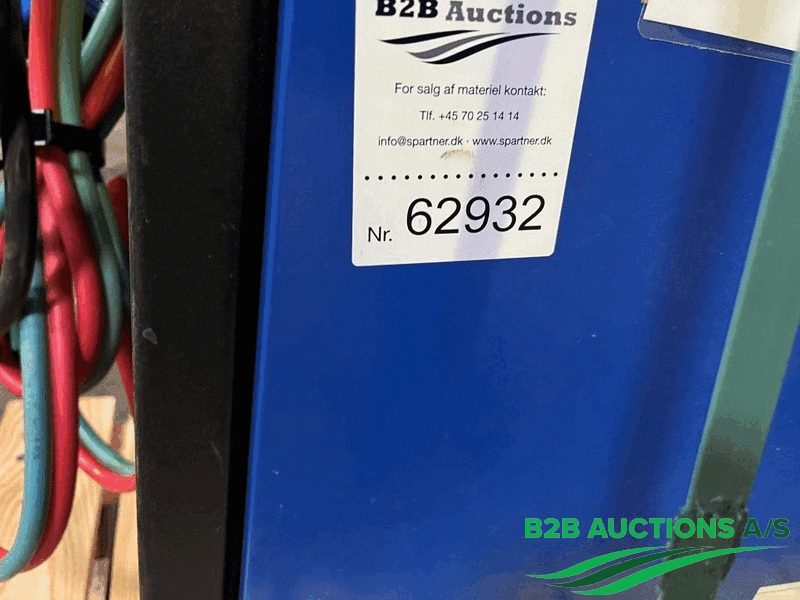 B2B Auctions
For salg af materiel kontakt:
Tlf. +45 70 25 14 14
info@spartner.dk · www.spartner.dk
Nr. 62932
B2B AUCTIONS A/S